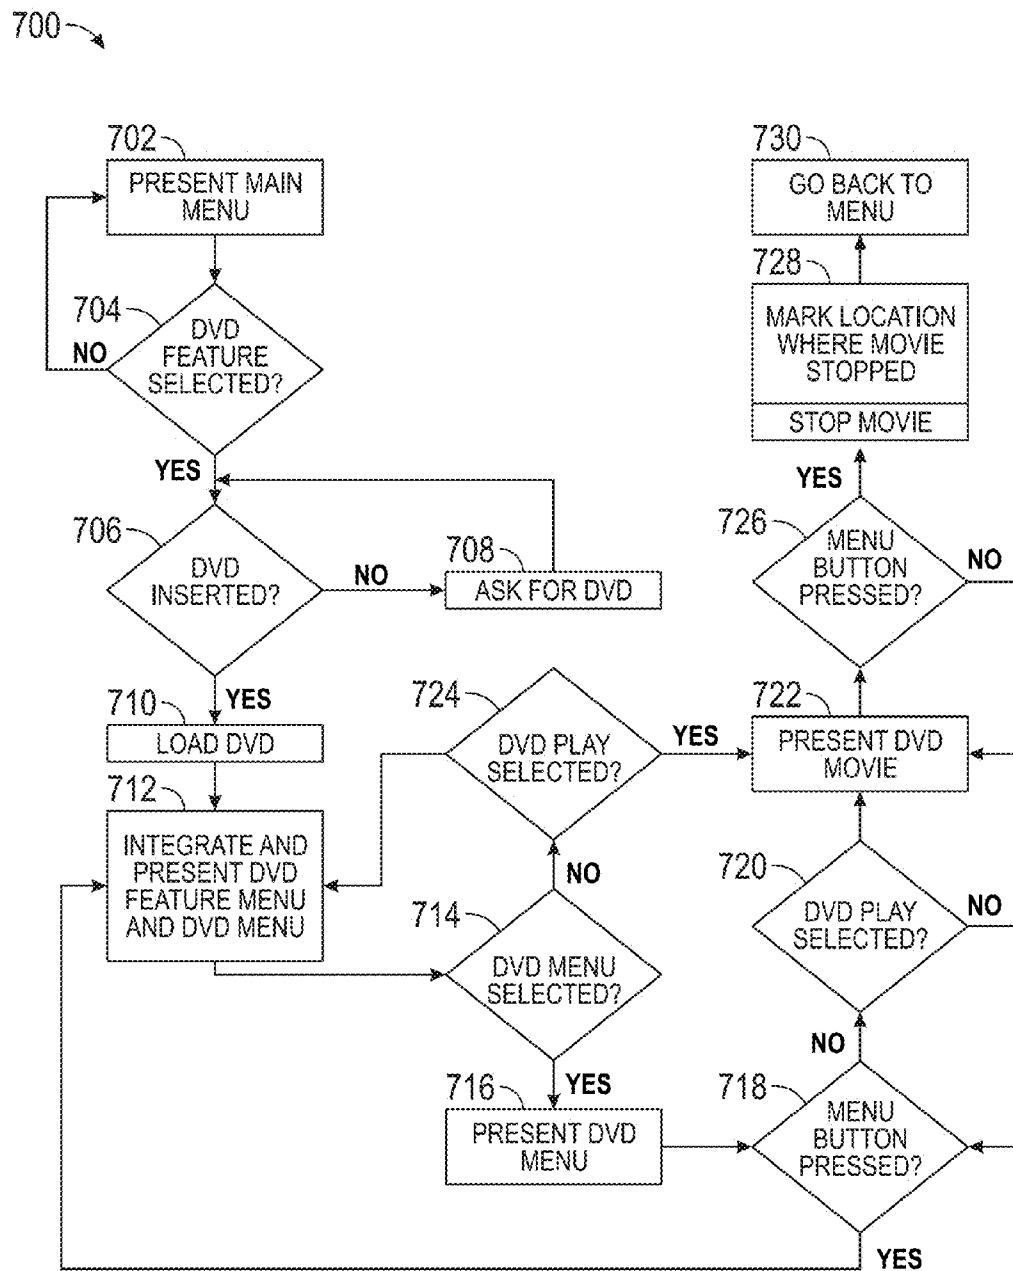 700
702
PRESENT MAIN
MENU
704
DVD
FEATURE
SELECTED?
NO
YES
706
DVD
INSERTED?
NO
708
ASK FOR DVD
YES
710
LOAD DVD
712
INTEGRATE AND
PRESENT DVD
FEATURE MENU
AND DVD MENU
714
DVD MENU
SELECTED?
NO
YES
716
PRESENT DVD
MENU
724
DVD PLAY
SELECTED?
YES
718
MENU
BUTTON
PRESSED?
YES
NO
720
DVD PLAY
SELECTED?
NO
722
PRESENT DVD
MOVIE
726
MENU
BUTTON
PRESSED?
NO
YES
728
MARK LOCATION
WHERE MOVIE
STOPPED
STOP MOVIE
730
GO BACK TO
MENU